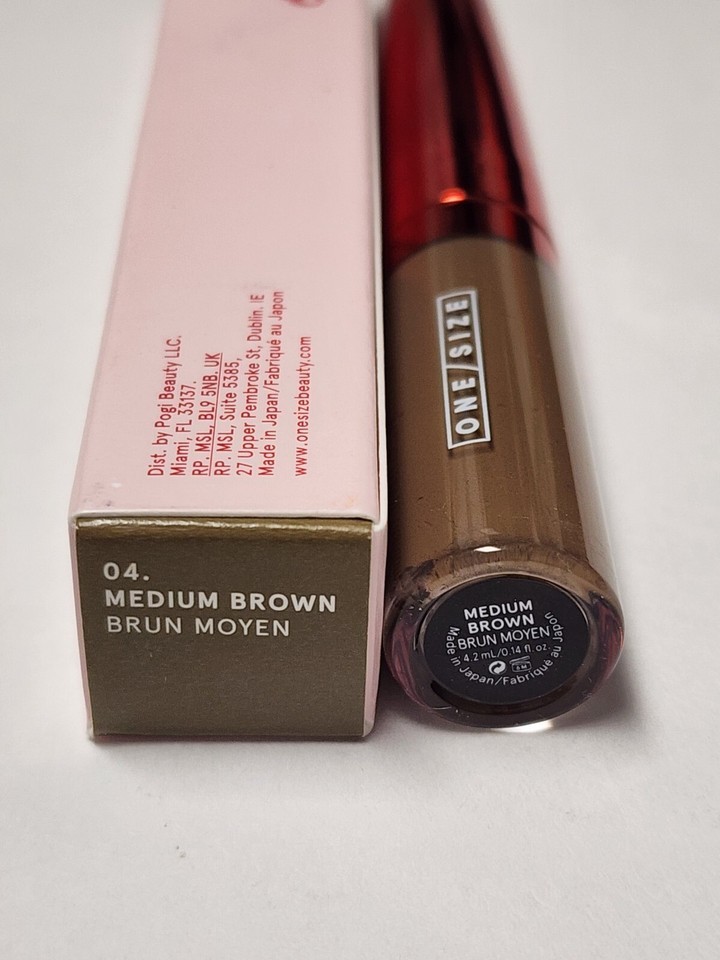 Dist. by Pogi Beauty LLC.
Miami, FL 33137.
RP. MSL, BL9 5NB. UK
RP. MSL, Suite 5385,
27 Upper Pembroke St, Dublin. IE
Made in Japan/Fabriqué au Japon
www.onesizebeauty.com
04.
MEDIUM BROWN
BRUN MOYEN
ONE/SIZE
MEDIUM
BROWN
BRUN MOYEN
4.2 mL/0.14 fl. oz.
6 M
Made in Japan/Fabriqué au Japon